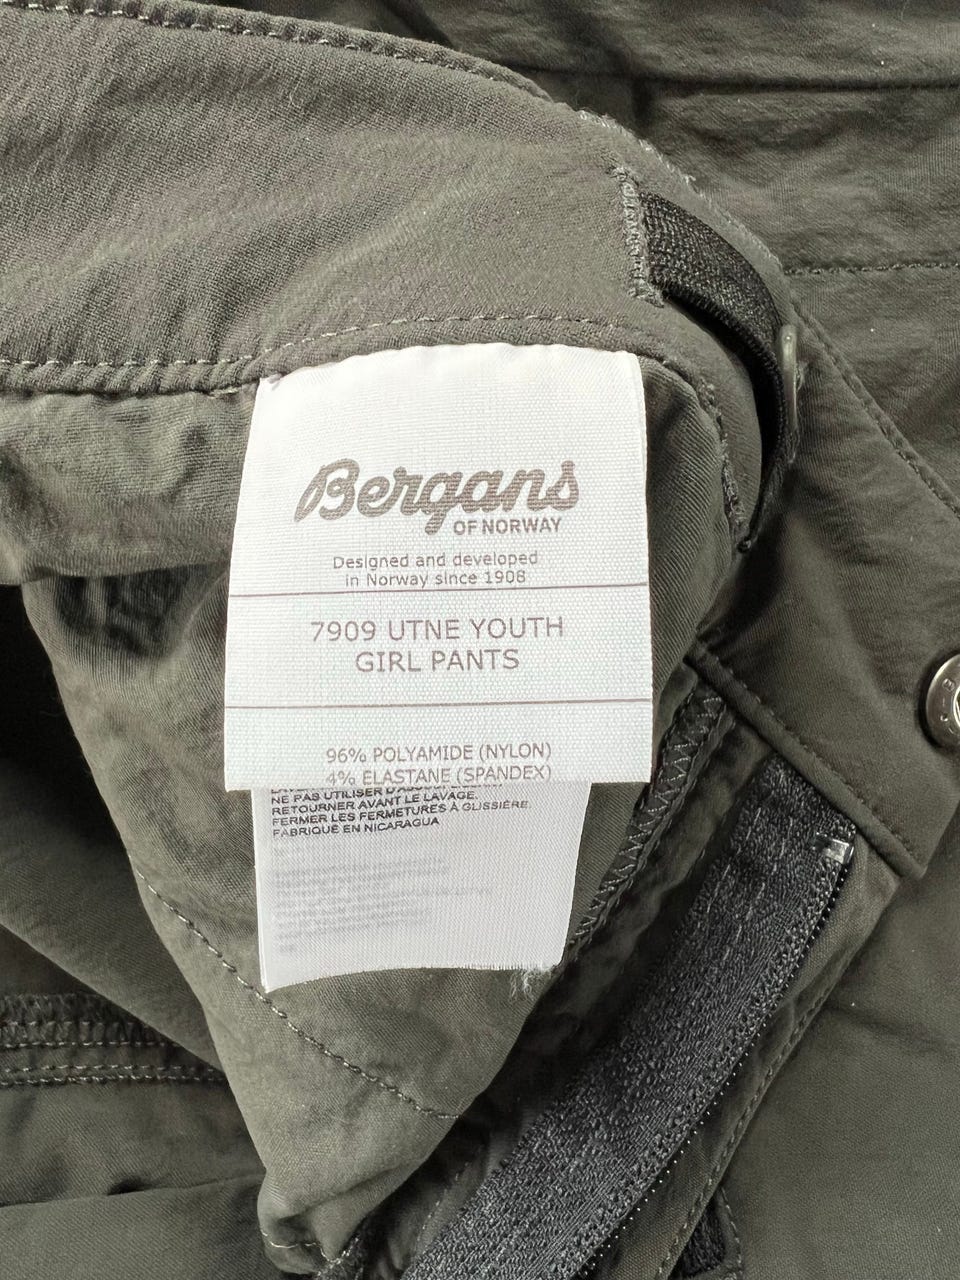 Bergans
OF NORWAY
Designed and developed
in Norway since 1908
7909 UTNE YOUTH
GIRL PANTS
96% POLYAMIDE (NYLON)
4% ELASTANE (SPANDEX)
NE PAS UTILISER
RETOURNER AVANT LE LAVAGE.
FERMER LES FERMETURES À GLISSIÈRE.
FABRIQUÉ EN NICARAGUA